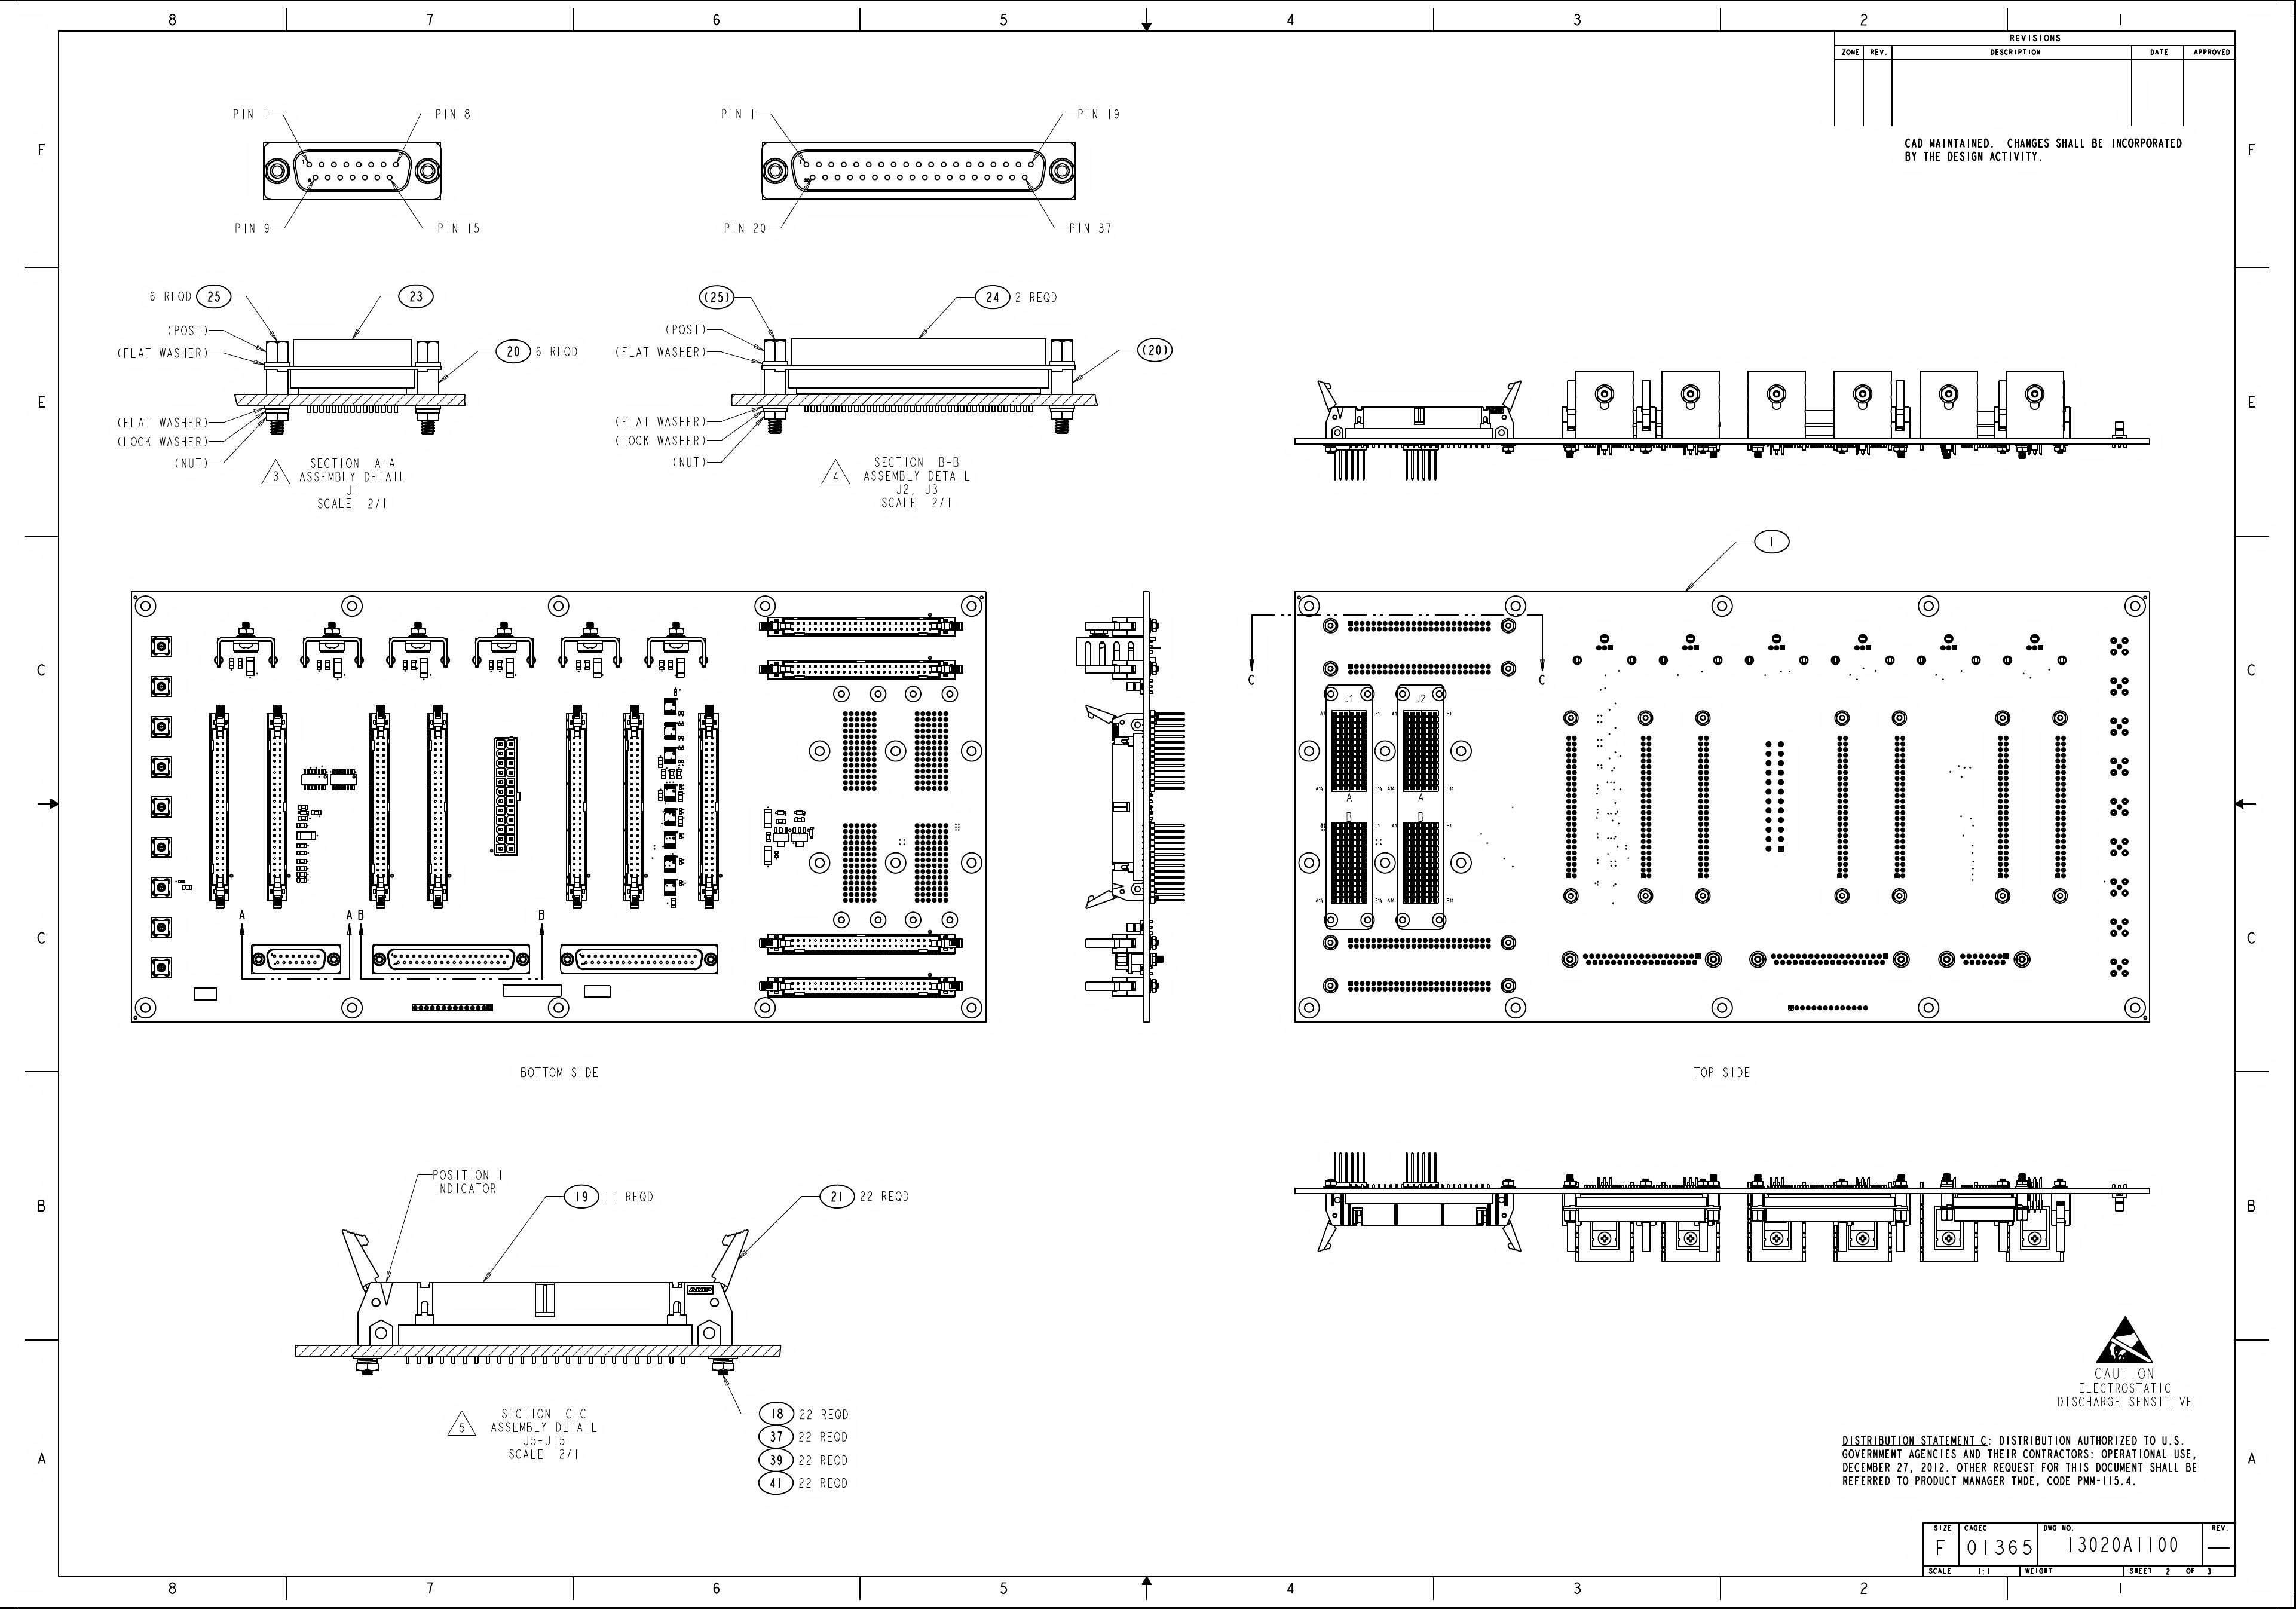 8 7 6 5 4 3 2 1
REVISIONS
ZONE REV. DESCRIPTION DATE APPROVED
CAD MAINTAINED. CHANGES SHALL BE INCORPORATED
BY THE DESIGN ACTIVITY.
F F
PIN 1 PIN 8
PIN 9 PIN 15
PIN 1 PIN 19
PIN 20 PIN 37
E E
6 REQD 25 23
(POST)
(FLAT WASHER)
20 6 REQD
(FLAT WASHER)
(LOCK WASHER)
(NUT)
3 SECTION A-A
ASSEMBLY DETAIL
J1
SCALE 2/1
(25) 24 2 REQD
(POST)
(FLAT WASHER)
(20)
(FLAT WASHER)
(LOCK WASHER)
(NUT)
4 SECTION B-B
ASSEMBLY DETAIL
J2, J3
SCALE 2/1
1
C C
C C
J1 J2
A1 F1 A1 F1
A A
B B
F1 A1 F1
C C
A A B B
BOTTOM SIDE
TOP SIDE
B B
POSITION 1
INDICATOR
19 11 REQD
21 22 REQD
AMP
5 SECTION C-C
ASSEMBLY DETAIL
J5-J15
SCALE 2/1
18 22 REQD
37 22 REQD
39 22 REQD
41 22 REQD
CAUTION
ELECTROSTATIC
DISCHARGE SENSITIVE
A A
DISTRIBUTION STATEMENT C: DISTRIBUTION AUTHORIZED TO U.S.
GOVERNMENT AGENCIES AND THEIR CONTRACTORS: OPERATIONAL USE,
DECEMBER 27, 2012. OTHER REQUEST FOR THIS DOCUMENT SHALL BE
REFERRED TO PRODUCT MANAGER TMDE, CODE PMM-115.4.
SIZE CAGEC DWG NO. REV.
F 01365 13020A1100 —
SCALE 1:1 WEIGHT SHEET 2 OF 3
8 7 6 5 4 3 2 1